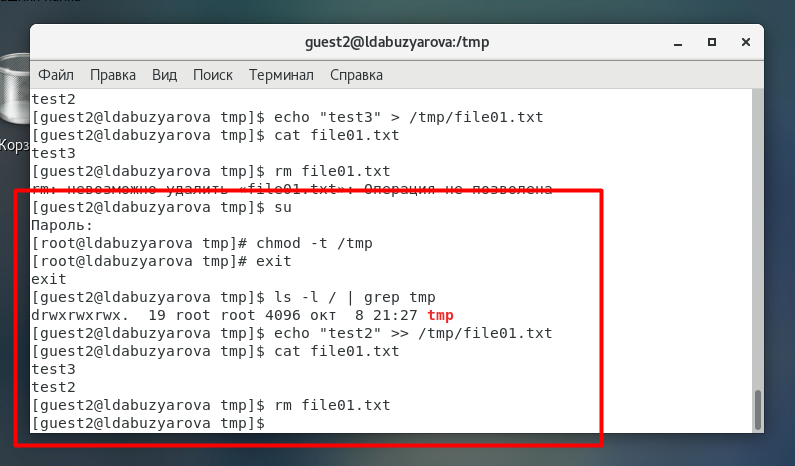 guest2@ldabuzyarova:/tmp
Файл Правка Вид Поиск Терминал Справка
test2
[guest2@ldabuzyarova tmp]$ echo "test3" > /tmp/file01.txt
[guest2@ldabuzyarova tmp]$ cat file01.txt
test3
[guest2@ldabuzyarova tmp]$ rm file01.txt
rm: невозможно удалить «file01.txt»: Операция не позволена
[guest2@ldabuzyarova tmp]$ su
Пароль:
[root@ldabuzyarova tmp]# chmod -t /tmp
[root@ldabuzyarova tmp]# exit
exit
[guest2@ldabuzyarova tmp]$ ls -l / | grep tmp
drwxrwxrwx.  19 root root 4096 окт  8 21:27 tmp
[guest2@ldabuzyarova tmp]$ echo "test2" >> /tmp/file01.txt
[guest2@ldabuzyarova tmp]$ cat file01.txt
test3
test2
[guest2@ldabuzyarova tmp]$ rm file01.txt
[guest2@ldabuzyarova tmp]$